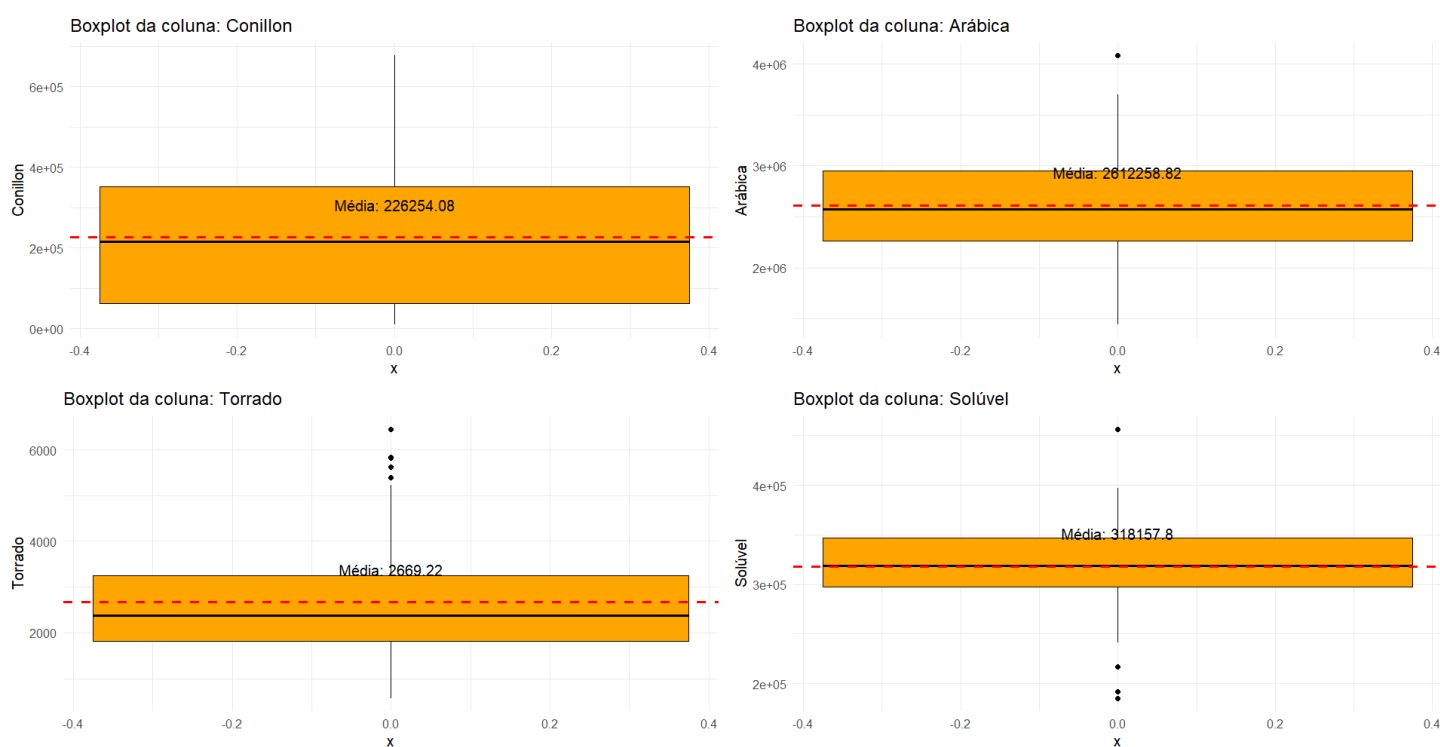 Boxplot da coluna: Conillon
Conillon
6e+05
4e+05
2e+05
0e+00
Média: 226254.08
-0.4 -0.2 0.0 0.2 0.4
x
Boxplot da coluna: Arábica
Arábica
4e+06
3e+06
2e+06
Média: 2612258.82
-0.4 -0.2 0.0 0.2 0.4
x
Boxplot da coluna: Torrado
Torrado
6000
4000
2000
Média: 2669.22
-0.4 -0.2 0.0 0.2 0.4
x
Boxplot da coluna: Solúvel
Solúvel
4e+05
3e+05
2e+05
Média: 318157.8
-0.4 -0.2 0.0 0.2 0.4
x